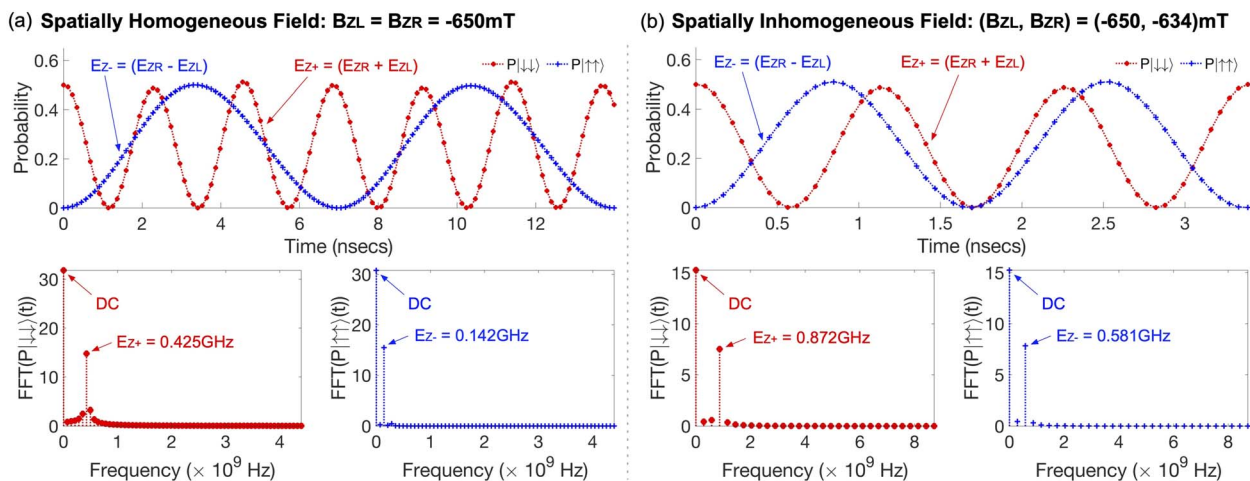 (a) Spatially Homogeneous Field: BZL = BZR = -650mT
EZ- = (EZR - EZL)
EZ+ = (EZR + EZL)
P|↓↓⟩
P|↑↑⟩
Probability
0.4
0.2
0
0 2 4 6 8 10 12
Time (nsecs)
FFT(P|↓↓⟩(t))
30
20
10
0
DC
EZ+ = 0.425GHz
0 1 2 3 4
Frequency (× 10⁹ Hz)
FFT(P|↑↑⟩(t))
30
20
10
0
DC
EZ- = 0.142GHz
0 1 2 3 4
Frequency (× 10⁹ Hz)
(b) Spatially Inhomogeneous Field: (BZL, BZR) = (-650, -634)mT
EZ- = (EZR - EZL)
EZ+ = (EZR + EZL)
P|↓↓⟩
P|↑↑⟩
Probability
0.4
0.2
0
0 0.5 1 1.5 2 2.5 3
Time (nsecs)
FFT(P|↓↓⟩(t))
15
10
5
0
DC
EZ+ = 0.872GHz
0 2 4 6 8
Frequency (× 10⁹ Hz)
FFT(P|↑↑⟩(t))
15
10
5
0
DC
EZ- = 0.581GHz
0 2 4 6 8
Frequency (× 10⁹ Hz)